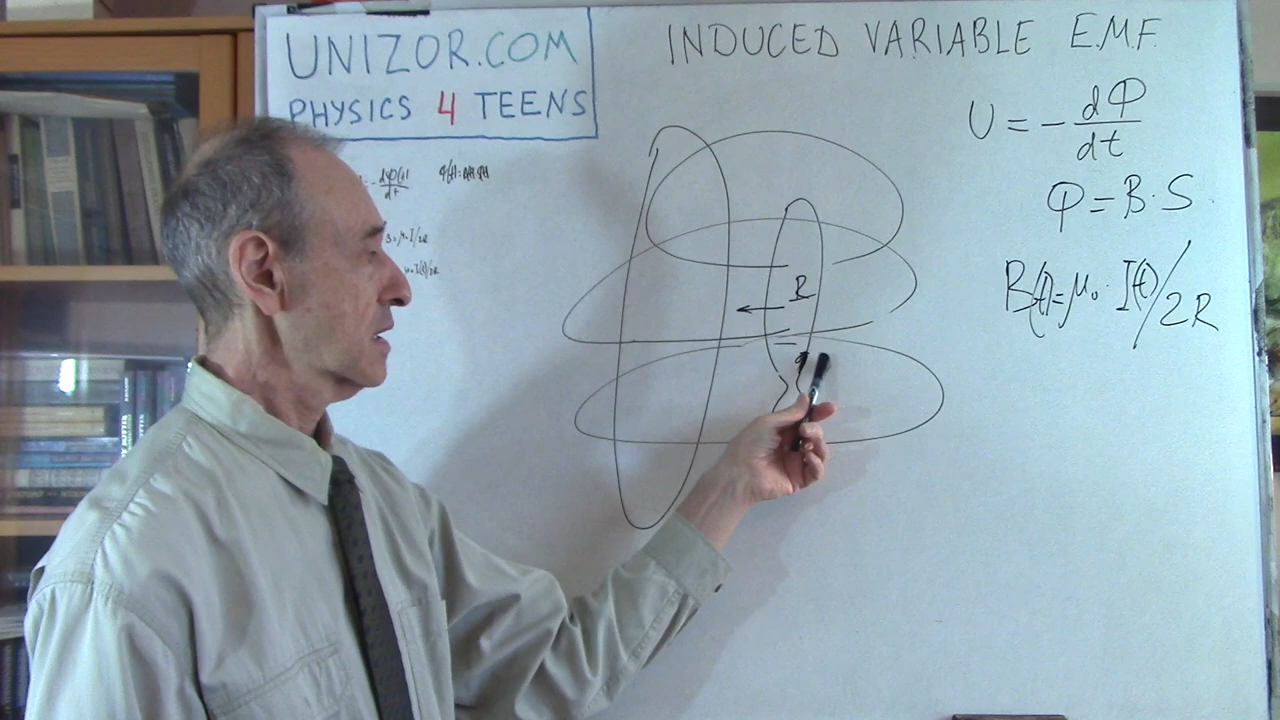 UNIZOR.COM
PHYSICS 4 TEENS
INDUCED VARIABLE E.M.F.
U = - dΦ/dt
Φ = B·S
B(t) = μ₀·I(t)/2R
R